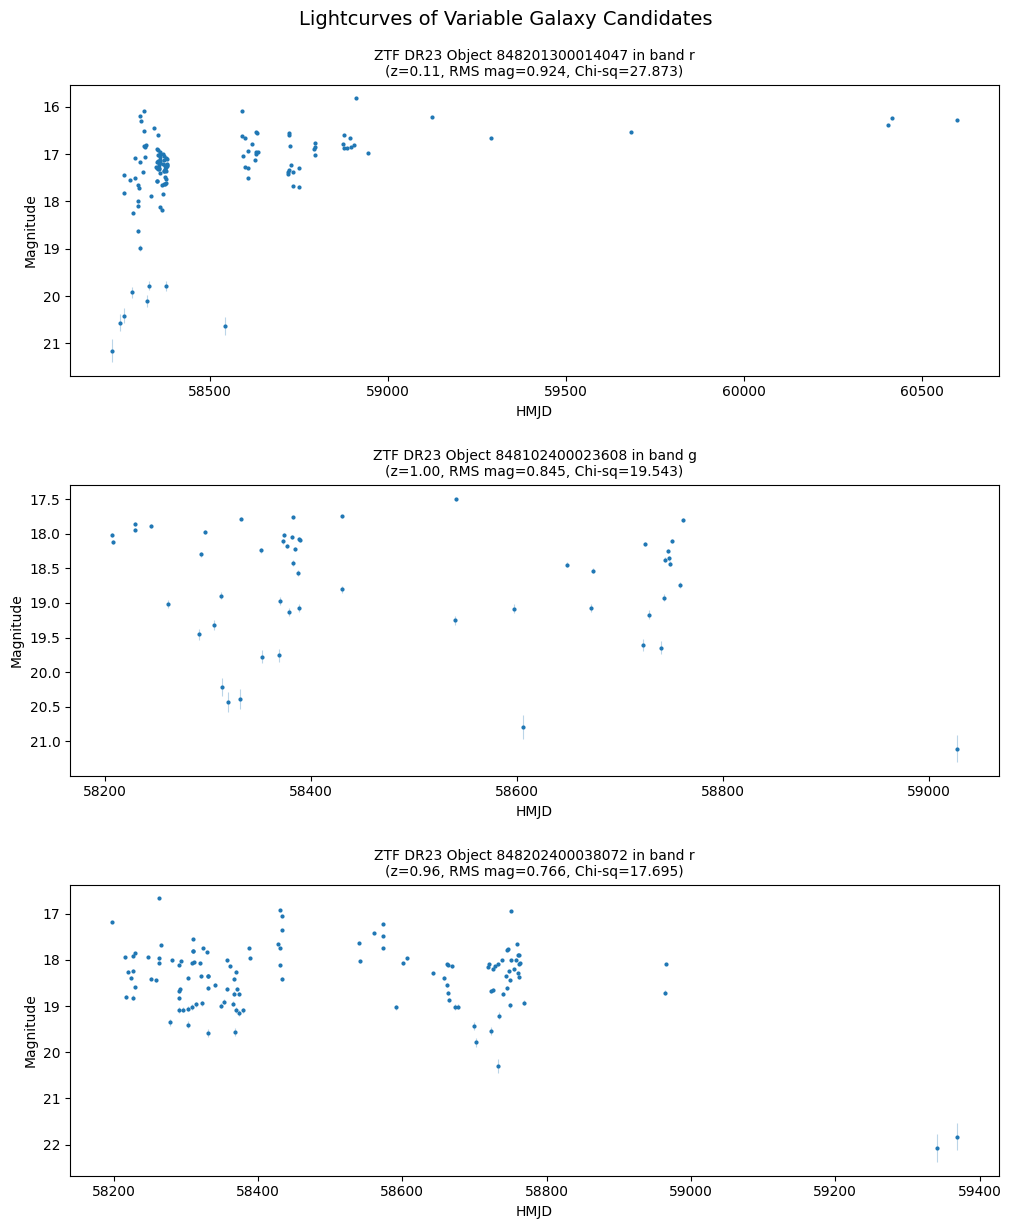 Lightcurves of Variable Galaxy Candidates
ZTF DR23 Object 848201300014047 in band r
(z=0.11, RMS mag=0.924, Chi-sq=27.873)
16
17
18
19
20
21
Magnitude
58500 59000 59500 60000 60500
HMJD
ZTF DR23 Object 848102400023608 in band g
(z=1.00, RMS mag=0.845, Chi-sq=19.543)
17.5
18.0
18.5
19.0
19.5
20.0
20.5
21.0
Magnitude
58200 58400 58600 58800 59000
HMJD
ZTF DR23 Object 848202400038072 in band r
(z=0.96, RMS mag=0.766, Chi-sq=17.695)
17
18
19
20
21
22
Magnitude
58200 58400 58600 58800 59000 59200 59400
HMJD